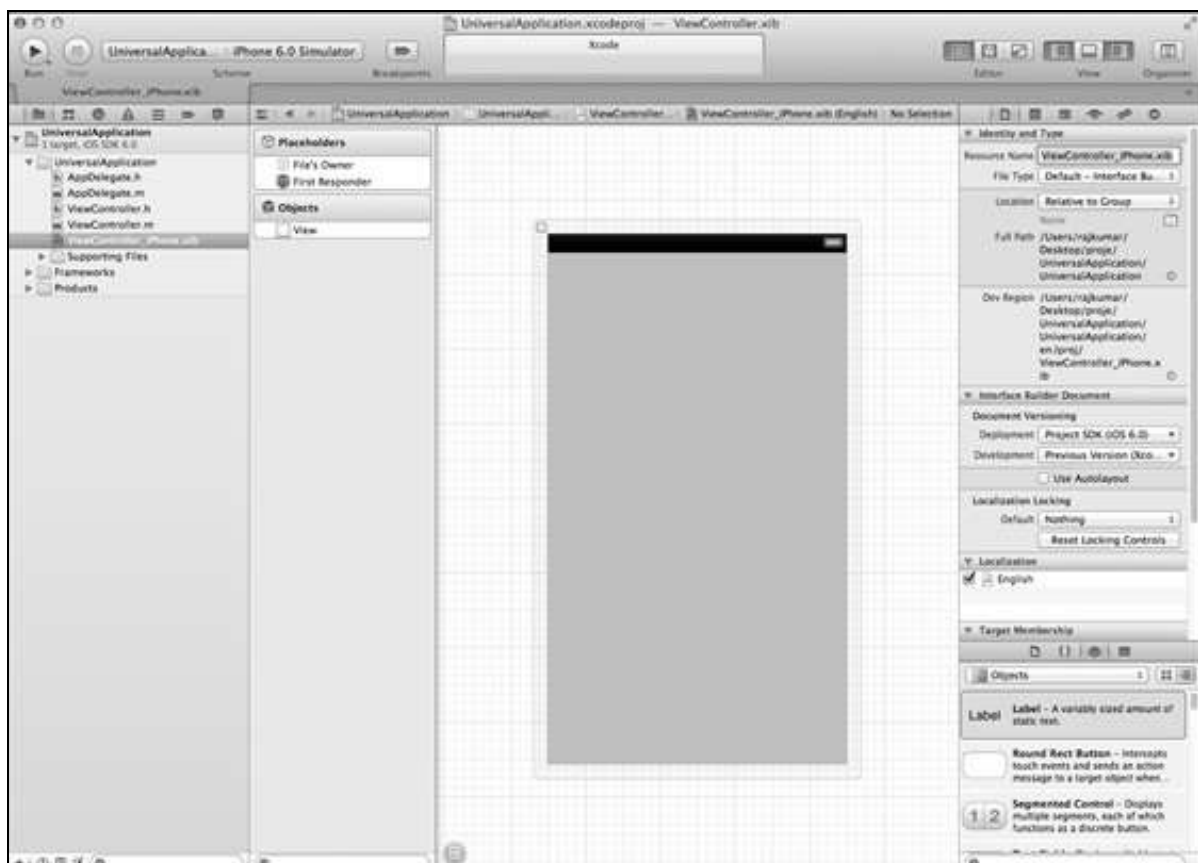 UniversalApplication.xcodeproj — ViewController.xib
UniversalApplica... iPhone 6.0 Simulator
Xcode
Run
Scheme
Breakpoints
Editor
View
Organizer
ViewController_iPhone.xib
UniversalApplication
UniversalAppli...
ViewController...
ViewController_iPhone.xib (English)
No Selection
UniversalApplication
1 target, iOS SDK 6.0
UniversalApplication
AppDelegate.h
AppDelegate.m
ViewController.h
ViewController.m
ViewController_iPhone.xib
Supporting Files
Frameworks
Products
Placeholders
File's Owner
First Responder
Objects
View
Identity and Type
Resource Name ViewController_iPhone.xib
File Type Default - Interface Bu...
Location Relative to Group
None
Full Path /Users/rajkumar/
Desktop/proje/
UniversalApplication/
UniversalApplication
Dev Region /Users/rajkumar/
Desktop/proje/
UniversalApplication/
UniversalApplication/
en.lproj/
ViewController_iPhone.x
ib
Interface Builder Document
Document Versioning
Deployment Project SDK (iOS 6.0)
Development Previous Version (Xco...
Use Autolayout
Localization Locking
Default Nothing
Reset Locking Controls
Localization
English
Target Membership
Objects
Label
Label - A variably sized amount of
static text.
Round Rect Button - Intercepts
touch events and sends an action
message to a target object when...
1 2
Segmented Control - Displays
multiple segments, each of which
functions as a discrete button.